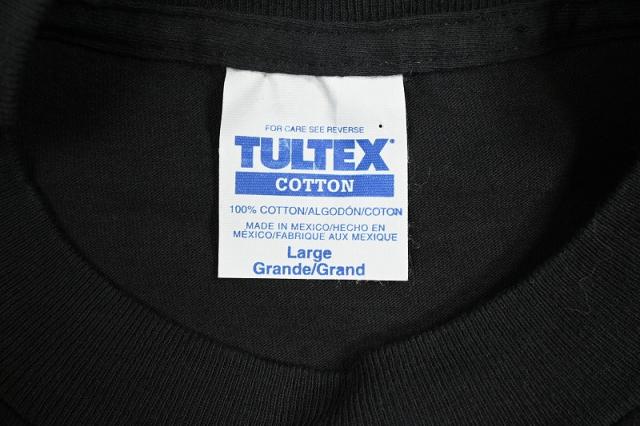 FOR CARE SEE REVERSE
TULTEX
COTTON
100% COTTON/ALGODÓN/COTON
MADE IN MEXICO/HECHO EN
MÉXICO/FABRIQUE AUX MEXIQUE
Large
Grande/Grand